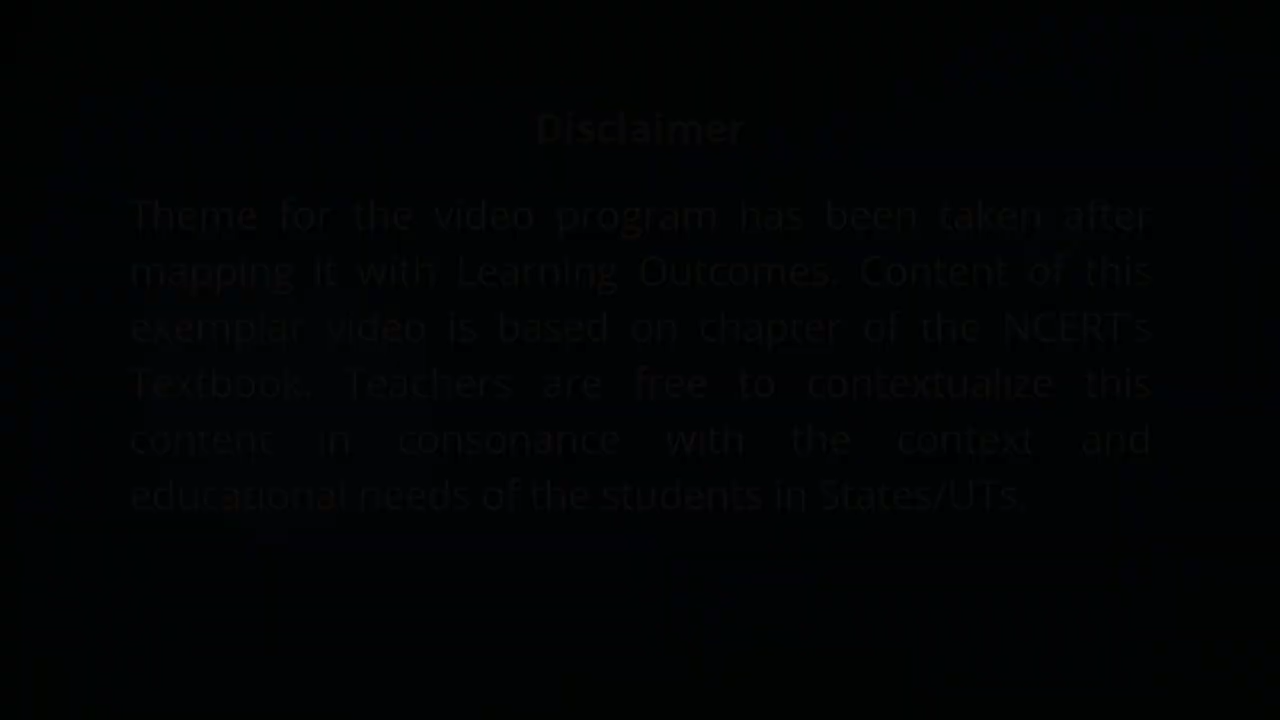 Disclaimer
Theme for the video program has been taken after
mapping it with Learning Outcomes. Content of this
exemplar video is based on chapter of the NCERT's
Textbook. Teachers are free to contextualize this
content in consonance with the context and
educational needs of the students in States/UTs.